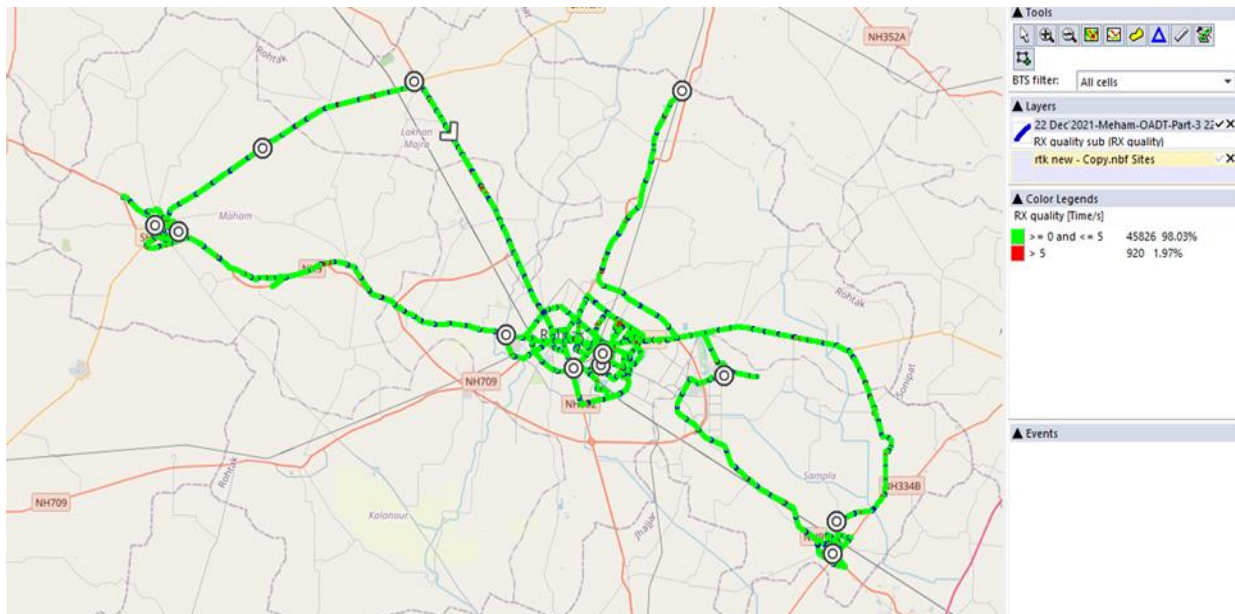 NH352A
Rohtak
Rohtak
Lakhan
Majra
Maham
NH9
Rohtak
NH709
Sonipat
Sampla
NH334B
Rohtak
NH709
Kalanaur
Jhajjar
Tools
BTS filter:
All cells
Layers
22 Dec'2021-Meham-OADT-Part-3 22
RX quality sub (RX quality)
rtk new - Copy.nbf Sites
Color Legends
RX quality [Time/s]
>= 0 and <= 5 45826 98.03%
> 5 920 1.97%
Events